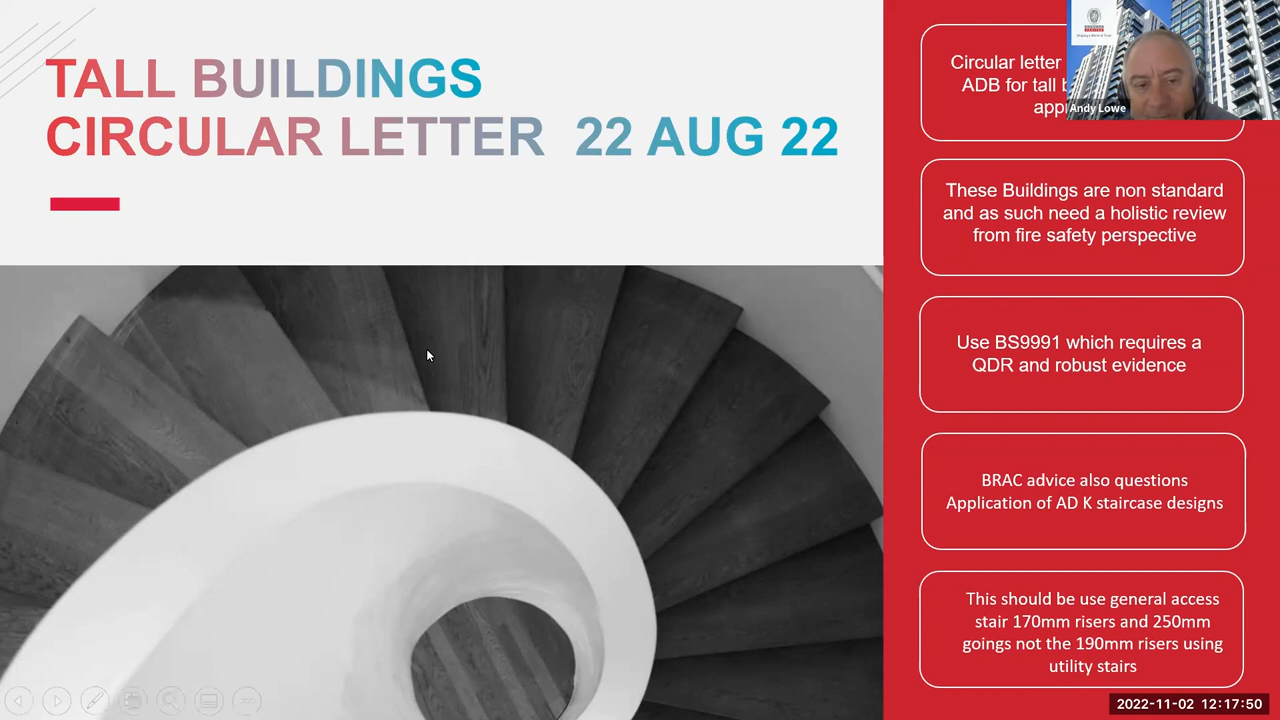 TALL BUILDINGS
CIRCULAR LETTER 22 AUG 22
Circular letter
ADB for tall
Andy Lowe
These Buildings are non standard
and as such need a holistic review
from fire safety perspective
Use BS9991 which requires a
QDR and robust evidence
BRAC advice also questions
Application of AD K staircase designs
This should be use general access
stair 170mm risers and 250mm
goings not the 190mm risers using
utility stairs
2022-11-02 12:17:50